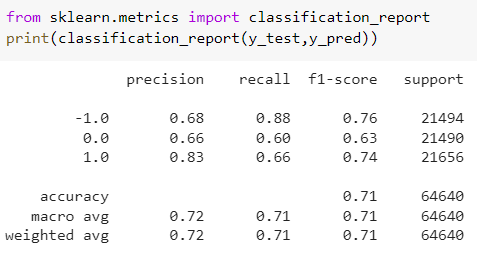 from sklearn.metrics import classification_report
print(classification_report(y_test,y_pred))
precision recall f1-score support
-1.0 0.68 0.88 0.76 21494
0.0 0.66 0.60 0.63 21490
1.0 0.83 0.66 0.74 21656
accuracy 0.71 64640
macro avg 0.72 0.71 0.71 64640
weighted avg 0.72 0.71 0.71 64640